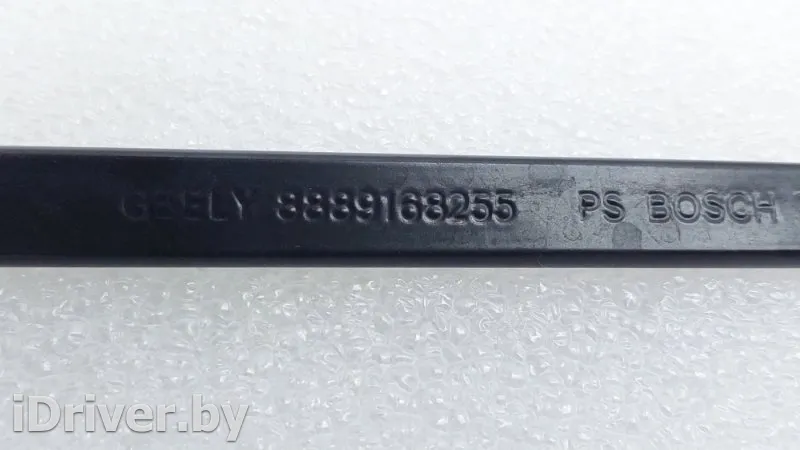 GEELY 8889168255 PS BOSCH
iDriver.by